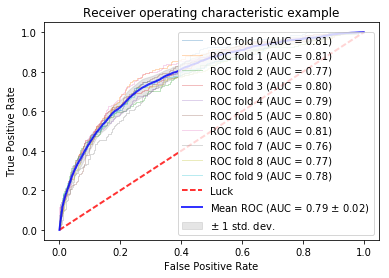 Receiver operating characteristic example
True Positive Rate
1.0
0.8
0.6
0.4
0.2
0.0
ROC fold 0 (AUC = 0.81)
ROC fold 1 (AUC = 0.81)
ROC fold 2 (AUC = 0.77)
ROC fold 3 (AUC = 0.80)
ROC fold 4 (AUC = 0.79)
ROC fold 5 (AUC = 0.80)
ROC fold 6 (AUC = 0.81)
ROC fold 7 (AUC = 0.76)
ROC fold 8 (AUC = 0.77)
ROC fold 9 (AUC = 0.78)
Luck
Mean ROC (AUC = 0.79 ± 0.02)
± 1 std. dev.
0.0 0.2 0.4 0.6 0.8 1.0
False Positive Rate